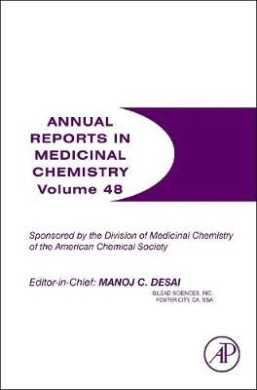 ANNUAL
REPORTS IN
MEDICINAL
CHEMISTRY
Volume 48
Sponsored by the Division of Medicinal Chemistry
of the American Chemical Society
Editor-in-Chief: MANOJ C. DESAI
GILEAD SCIENCES, INC.
FOSTER CITY, CA, USA
AP